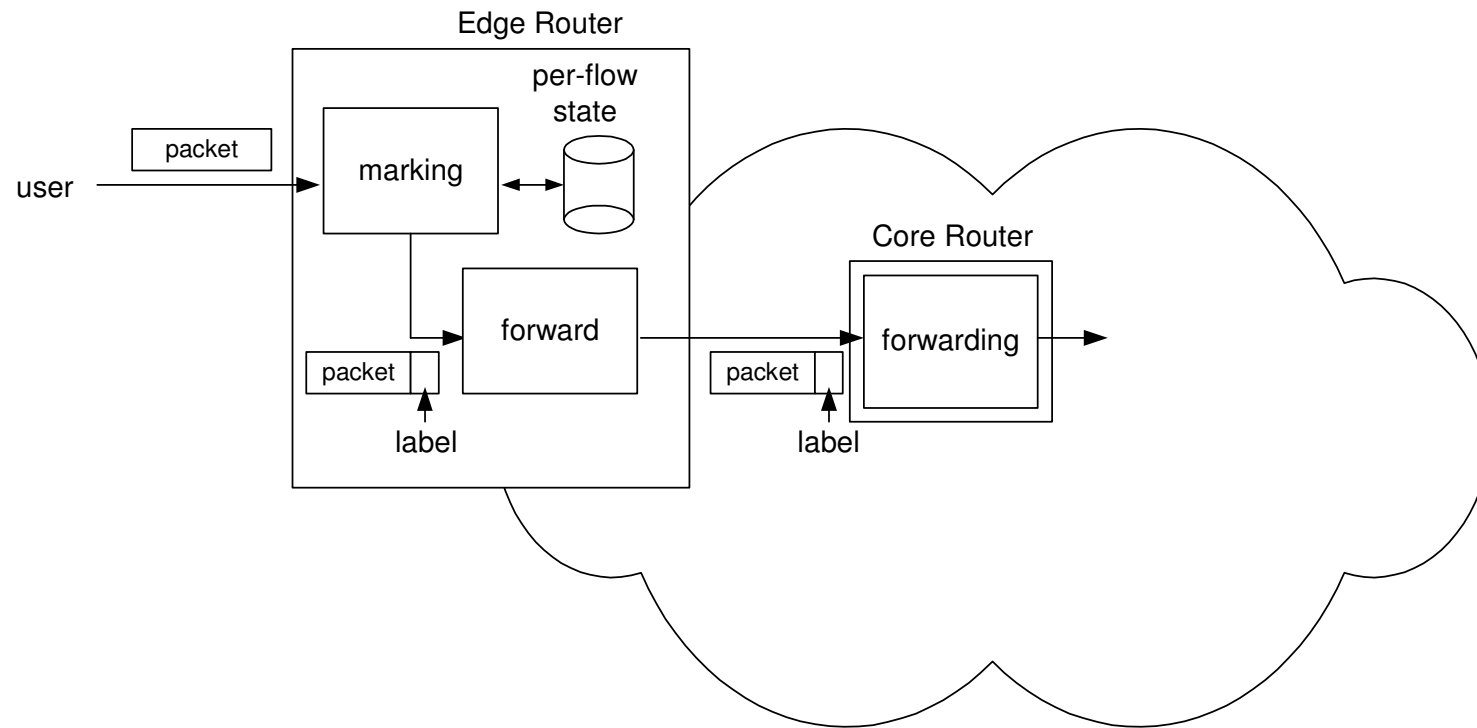 Edge Router
per-flow
state
packet
marking
user
Core Router
forward
forwarding
packet
packet
label
label